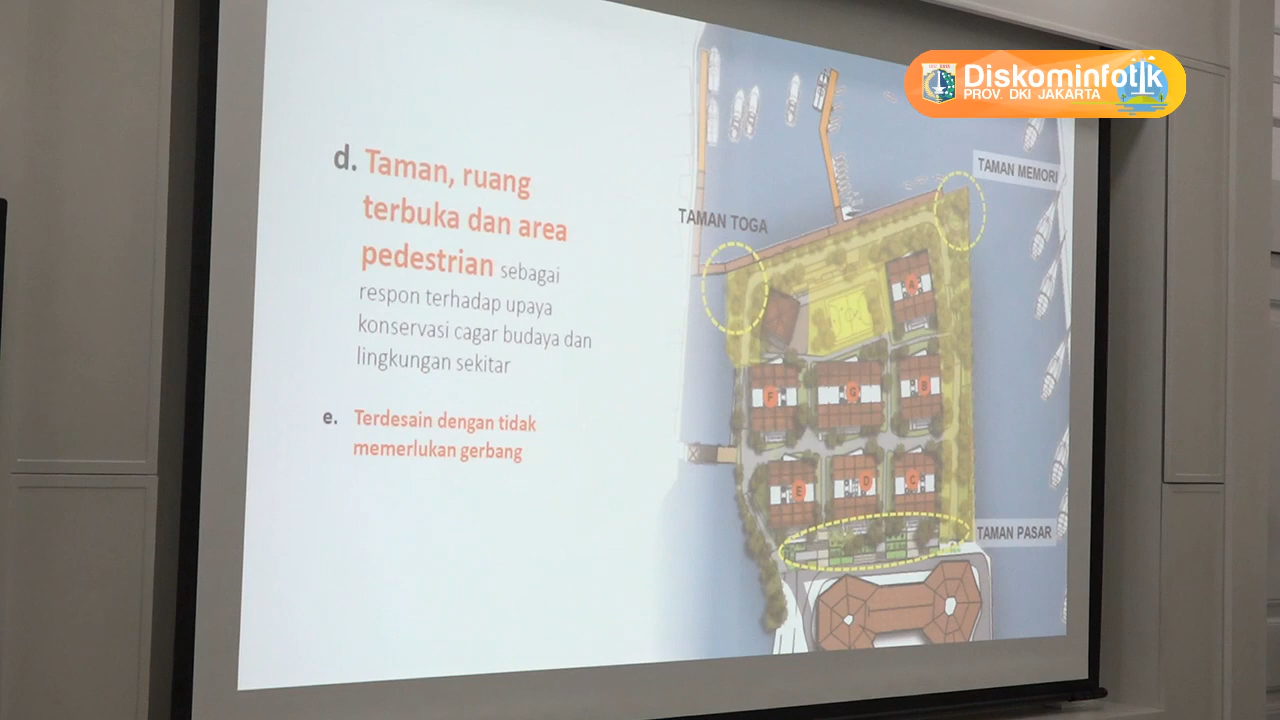 Diskominfotik
PROV. DKI JAKARTA
d. Taman, ruang
terbuka dan area
pedestrian sebagai
respon terhadap upaya
konservasi cagar budaya dan
lingkungan sekitar
e. Terdesain dengan tidak
memerlukan gerbang
TAMAN MEMORI
TAMAN TOGA
A
F
G
B
E
D
C
TAMAN PASAR